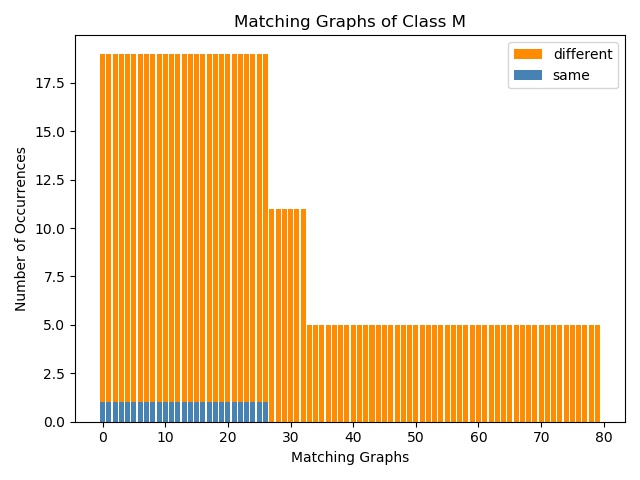 Matching Graphs of Class M
different
same
Number of Occurrences
17.5
15.0
12.5
10.0
7.5
5.0
2.5
0.0
0 10 20 30 40 50 60 70 80
Matching Graphs